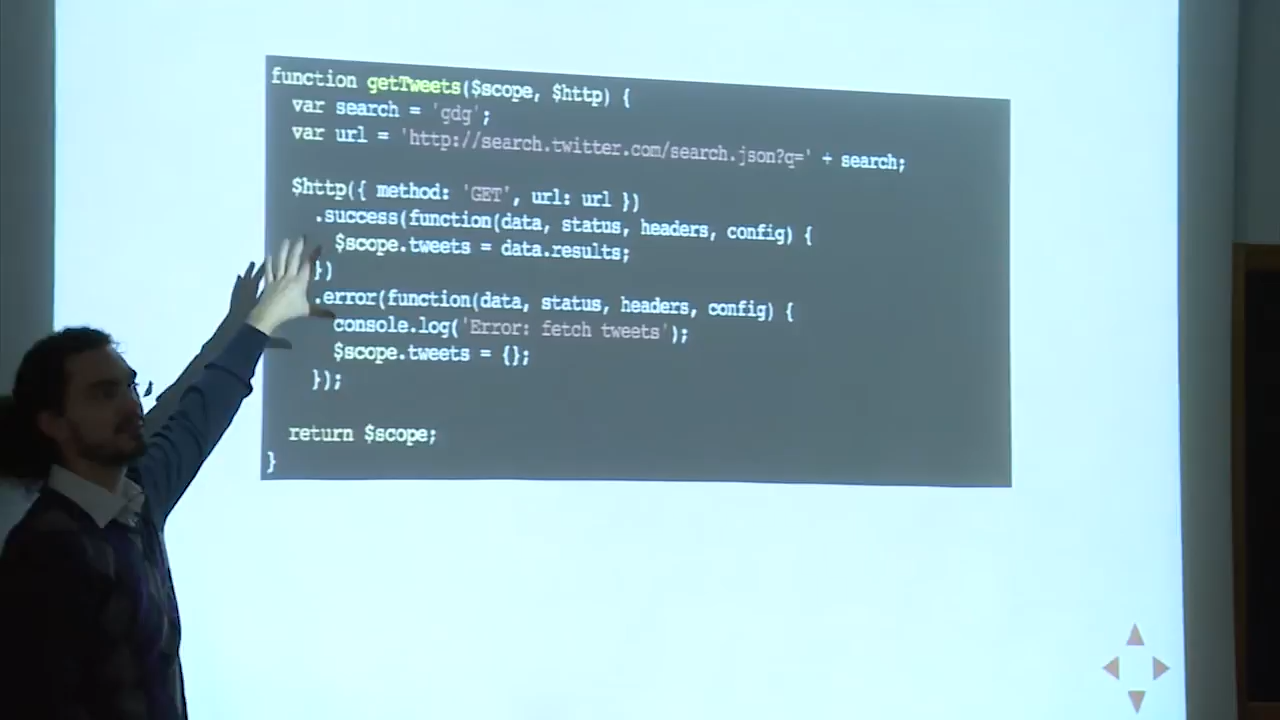 function getTweets($scope, $http) {
var search = 'gdg';
var url = 'http://search.twitter.com/search.json?q=' + search;
$http({ method: 'GET', url: url })
.success(function(data, status, headers, config) {
$scope.tweets = data.results;
})
.error(function(data, status, headers, config) {
console.log('Error: fetch tweets');
$scope.tweets = {};
});
return $scope;
}